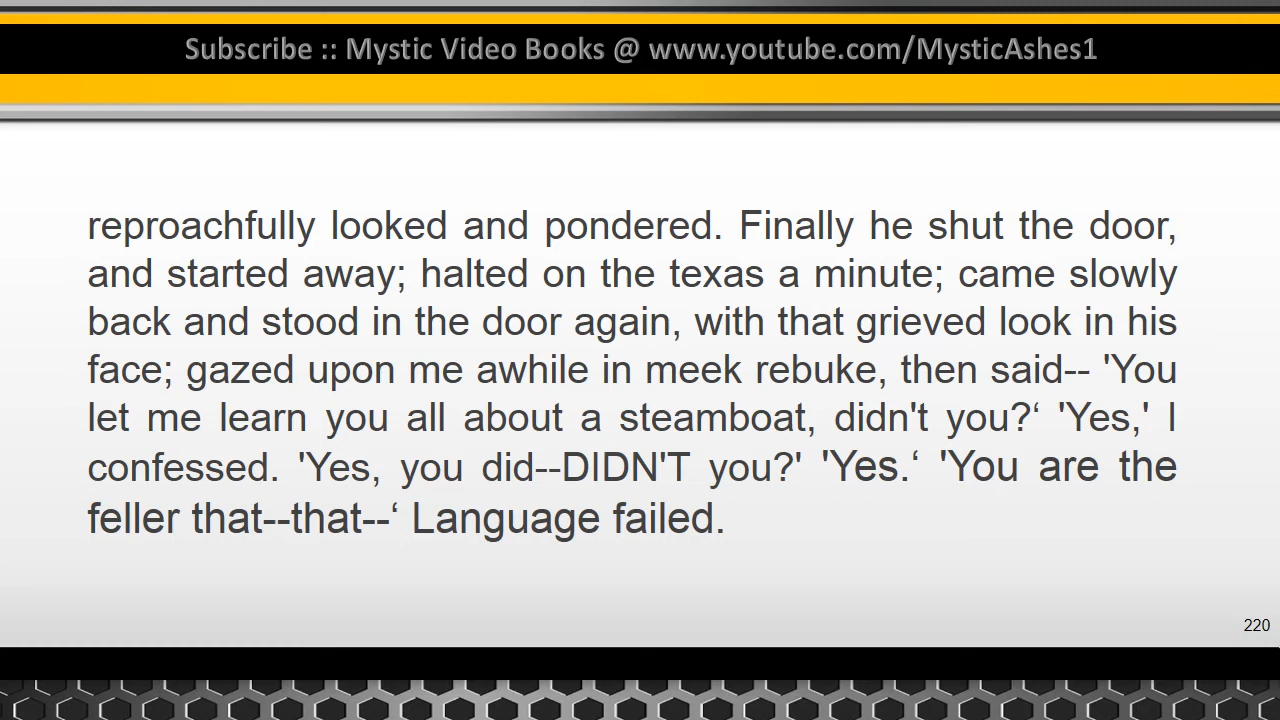 Subscribe :: Mystic Video Books @ www.youtube.com/MysticAshes1
reproachfully looked and pondered. Finally he shut the door,
and started away; halted on the texas a minute; came slowly
back and stood in the door again, with that grieved look in his
face; gazed upon me awhile in meek rebuke, then said-- 'You
let me learn you all about a steamboat, didn't you?‘ 'Yes,' I
confessed. 'Yes, you did--DIDN'T you?' 'Yes.‘ 'You are the
feller that--that--‘ Language failed.
220